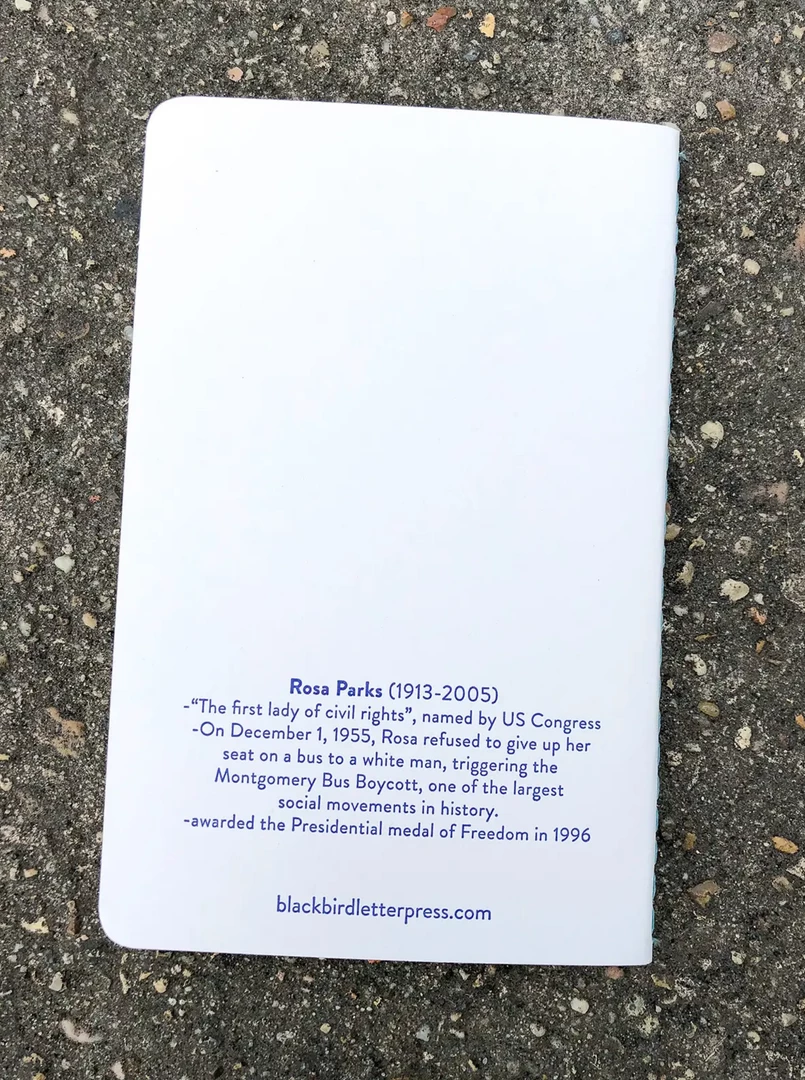 Rosa Parks (1913-2005)
-“The first lady of civil rights”, named by US Congress
-On December 1, 1955, Rosa refused to give up her
seat on a bus to a white man, triggering the
Montgomery Bus Boycott, one of the largest
social movements in history.
-awarded the Presidential medal of Freedom in 1996
blackbirdletterpress.com